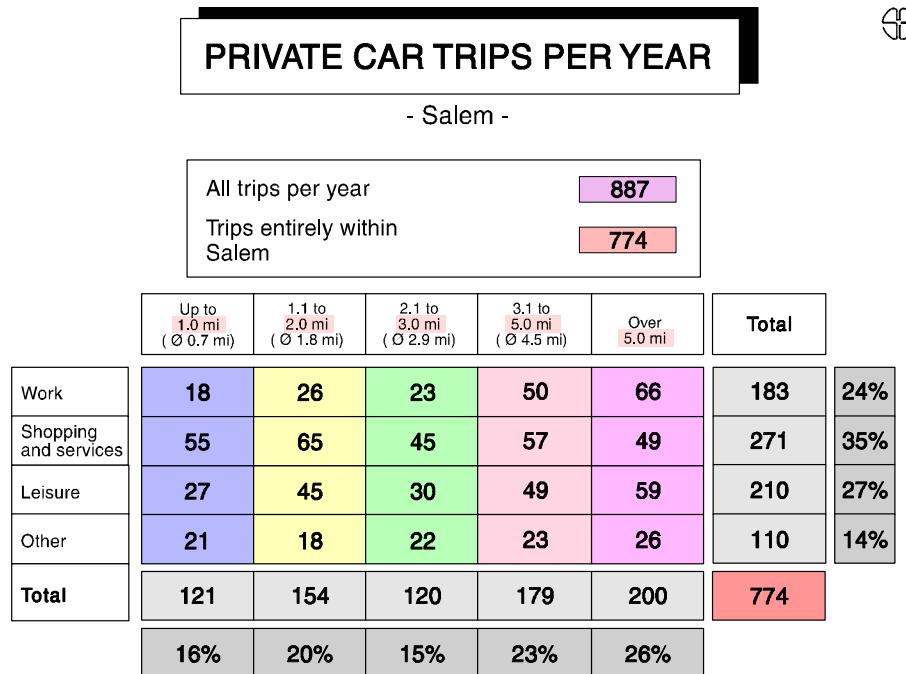 PRIVATE CAR TRIPS PER YEAR
- Salem -
All trips per year 887
Trips entirely within
Salem 774
Up to
1.0 mi
( Ø 0.7 mi)
1.1 to
2.0 mi
( Ø 1.8 mi)
2.1 to
3.0 mi
( Ø 2.9 mi)
3.1 to
5.0 mi
( Ø 4.5 mi)
Over
5.0 mi
Total
Work 18 26 23 50 66 183 24%
Shopping
and services 55 65 45 57 49 271 35%
Leisure 27 45 30 49 59 210 27%
Other 21 18 22 23 26 110 14%
Total 121 154 120 179 200 774
16% 20% 15% 23% 26%